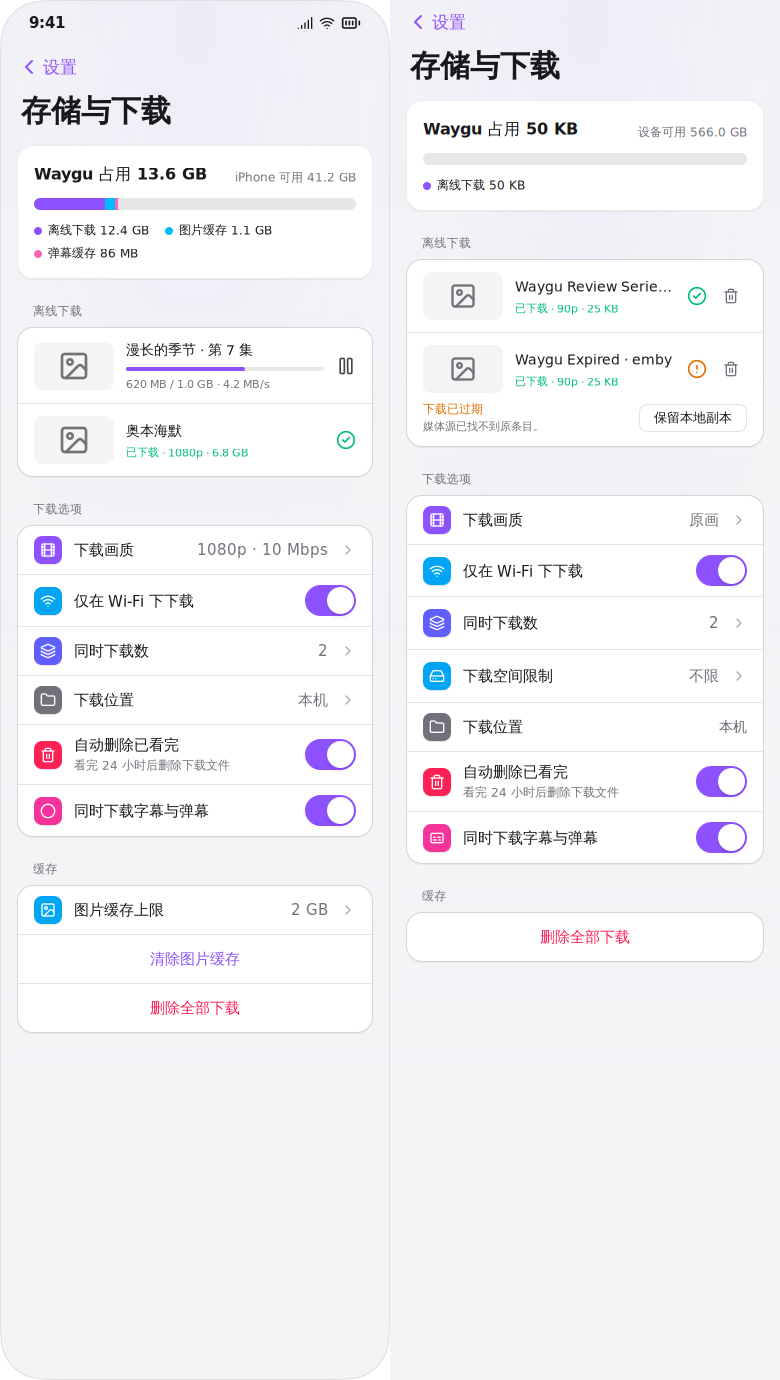 9:41
设置
存储与下载
Waygu 占用 13.6 GB
iPhone 可用 41.2 GB
离线下载 12.4 GB
图片缓存 1.1 GB
弹幕缓存 86 MB
离线下载
漫长的季节 · 第 7 集
620 MB / 1.0 GB · 4.2 MB/s
奥本海默
已下载 · 1080p · 6.8 GB
下载选项
下载画质
1080p · 10 Mbps
仅在 Wi-Fi 下下载
同时下载数
2
下载位置
本机
自动删除已看完
看完 24 小时后删除下载文件
同时下载字幕与弹幕
缓存
图片缓存上限
2 GB
清除图片缓存
删除全部下载
设置
存储与下载
Waygu 占用 50 KB
设备可用 566.0 GB
离线下载 50 KB
离线下载
Waygu Review Serie...
已下载 · 90p · 25 KB
Waygu Expired · emby
已下载 · 90p · 25 KB
下载已过期
媒体源已找不到原条目。
保留本地副本
下载选项
下载画质
原画
仅在 Wi-Fi 下下载
同时下载数
2
下载空间限制
不限
下载位置
本机
自动删除已看完
看完 24 小时后删除下载文件
同时下载字幕与弹幕
缓存
删除全部下载